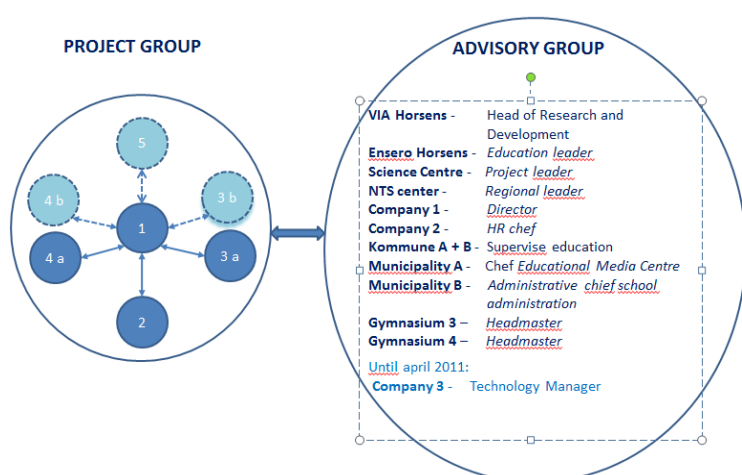 PROJECT GROUP
5
4 b
3 b
1
4 a
3 a
2
ADVISORY GROUP
VIA Horsens - Head of Research and
Development
Ensero Horsens - Education leader
Science Centre - Project leader
NTS center - Regional leader
Company 1 - Director
Company 2 - HR chef
Kommune A + B - Supervise education
Municipality A - Chef Educational Media Centre
Municipality B - Administrative chief school
administration
Gymnasium 3 – Headmaster
Gymnasium 4 – Headmaster
Until april 2011:
Company 3 - Technology Manager